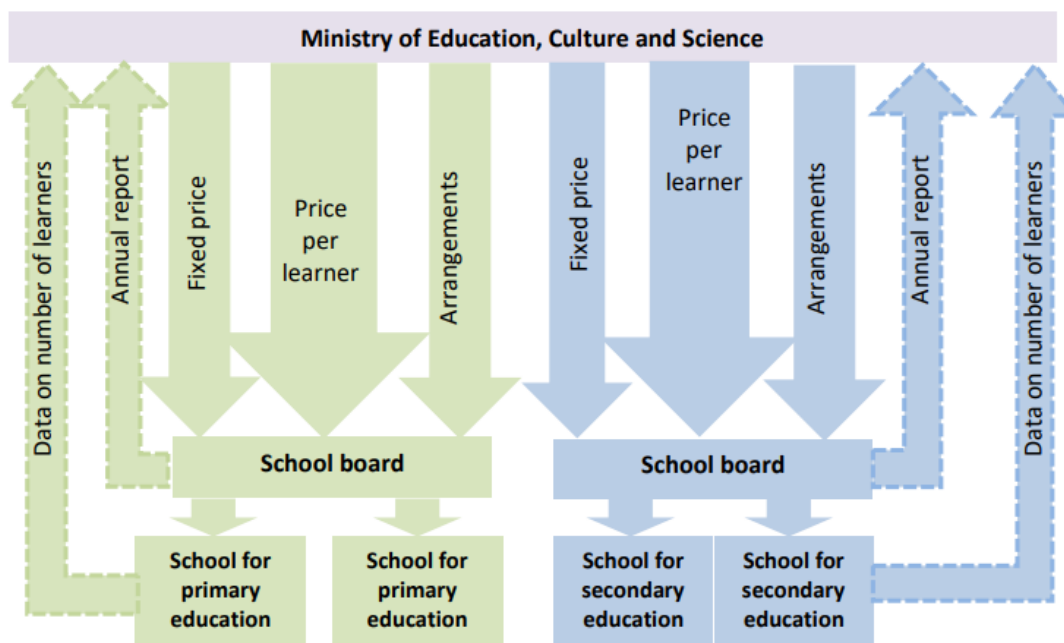 Ministry of Education, Culture and Science
Data on number of learners
Annual report
Fixed price
Price
per
learner
Arrangements
Fixed price
Price
per
learner
Arrangements
Annual report
Data on number of learners
School board
School board
School for
primary
education
School for
primary
education
School for
secondary
education
School for
secondary
education